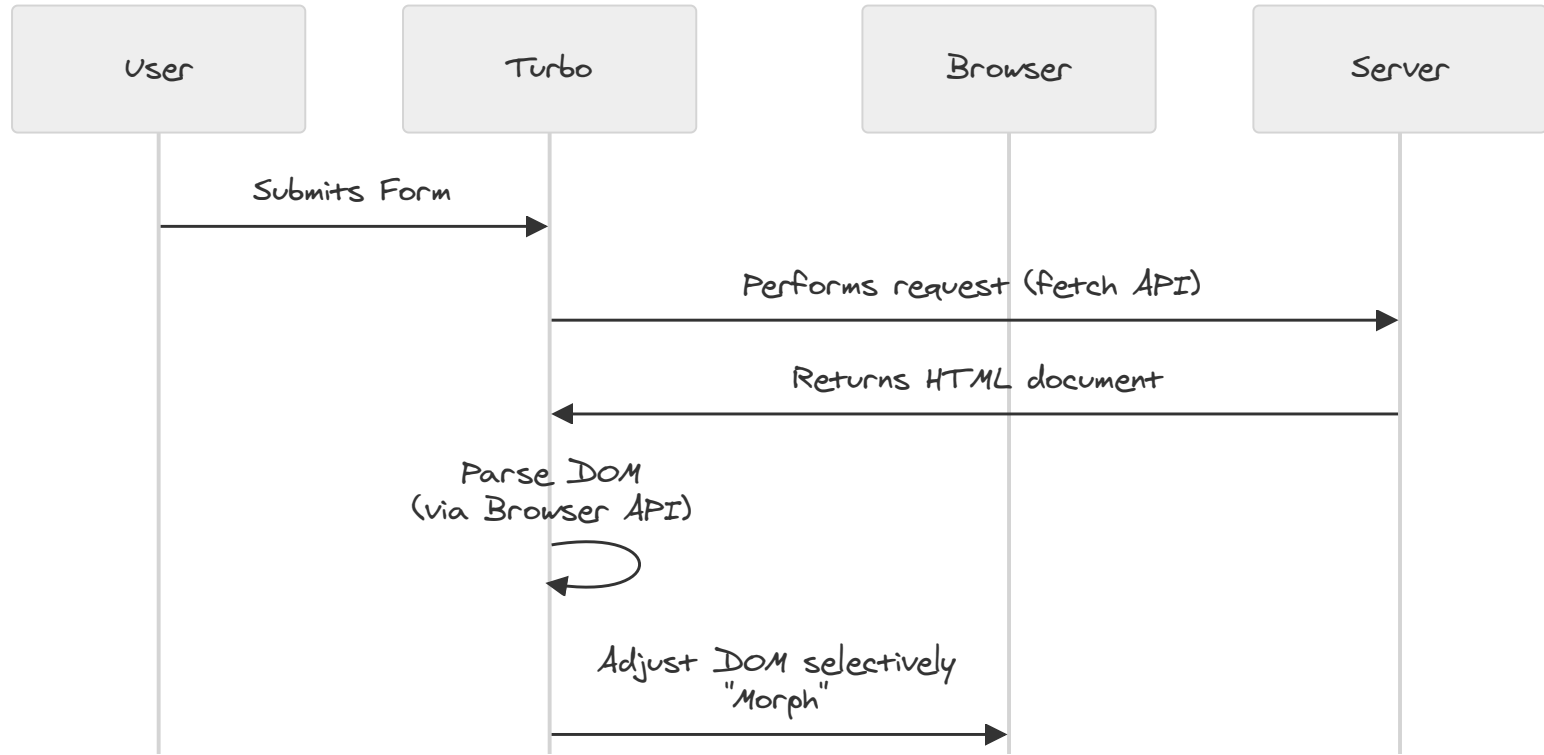 User
Turbo
Browser
Server
Submits Form
Performs request (fetch API)
Returns HTML document
Parse DOM
(via Browser API)
Adjust DOM selectively
"Morph"